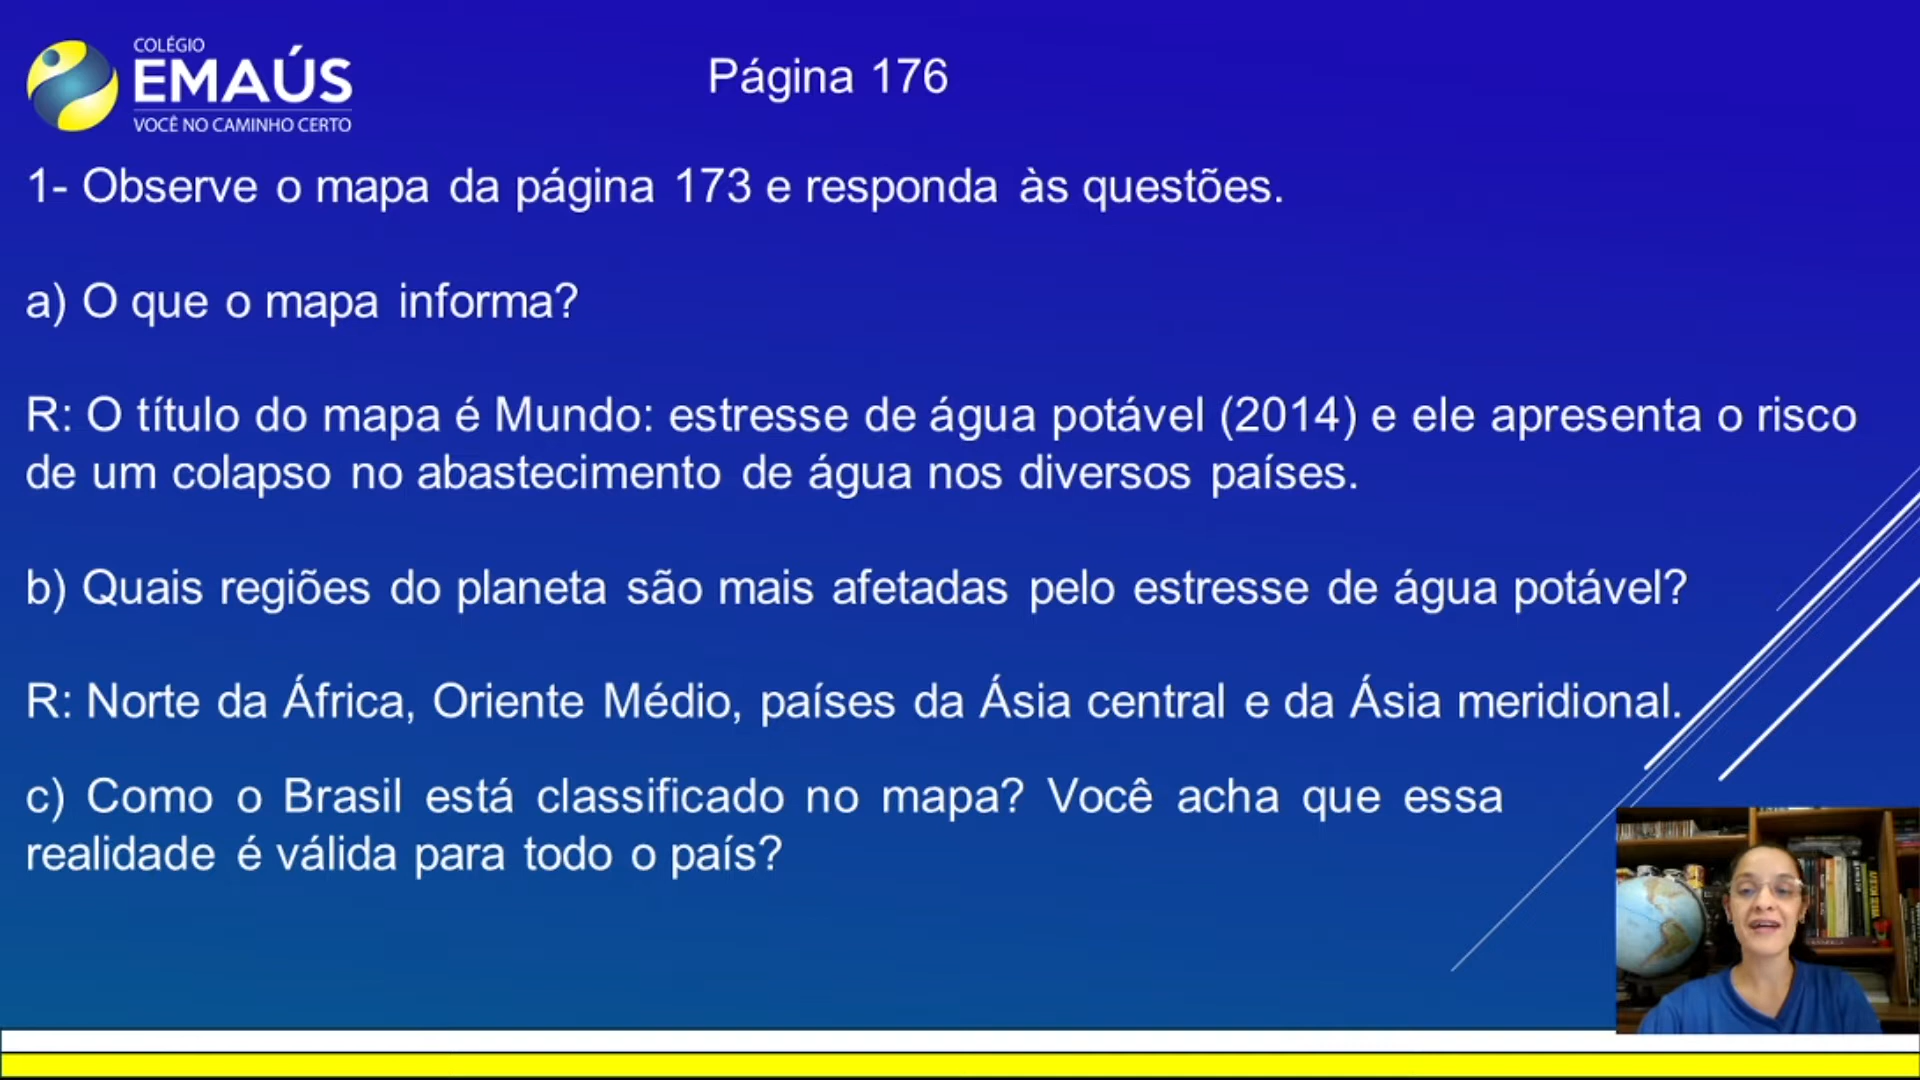 COLÉGIO
EMAÚS
VOCÊ NO CAMINHO CERTO
Página 176
1- Observe o mapa da página 173 e responda às questões.
a) O que o mapa informa?
R: O título do mapa é Mundo: estresse de água potável (2014) e ele apresenta o risco
de um colapso no abastecimento de água nos diversos países.
b) Quais regiões do planeta são mais afetadas pelo estresse de água potável?
R: Norte da África, Oriente Médio, países da Ásia central e da Ásia meridional.
c) Como o Brasil está classificado no mapa? Você acha que essa
realidade é válida para todo o país?